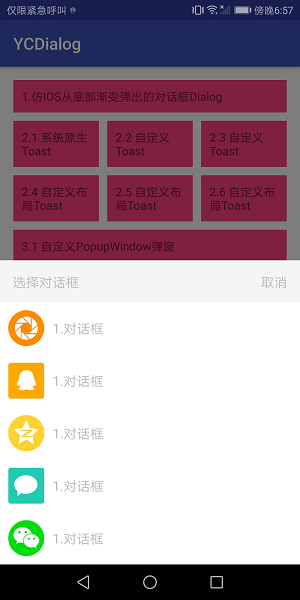 仅限紧急呼叫 傍晚6:57
YCDialog
1.仿IOS从底部渐变弹出的对话框Dialog
2.1 系统原生Toast
2.2 自定义Toast
2.3 自定义Toast
2.4 自定义布局Toast
2.5 自定义布局Toast
2.6 自定义布局Toast
3.1 自定义PopupWindow弹窗
选择对话框 取消
1.对话框
1.对话框
1.对话框
1.对话框
1.对话框